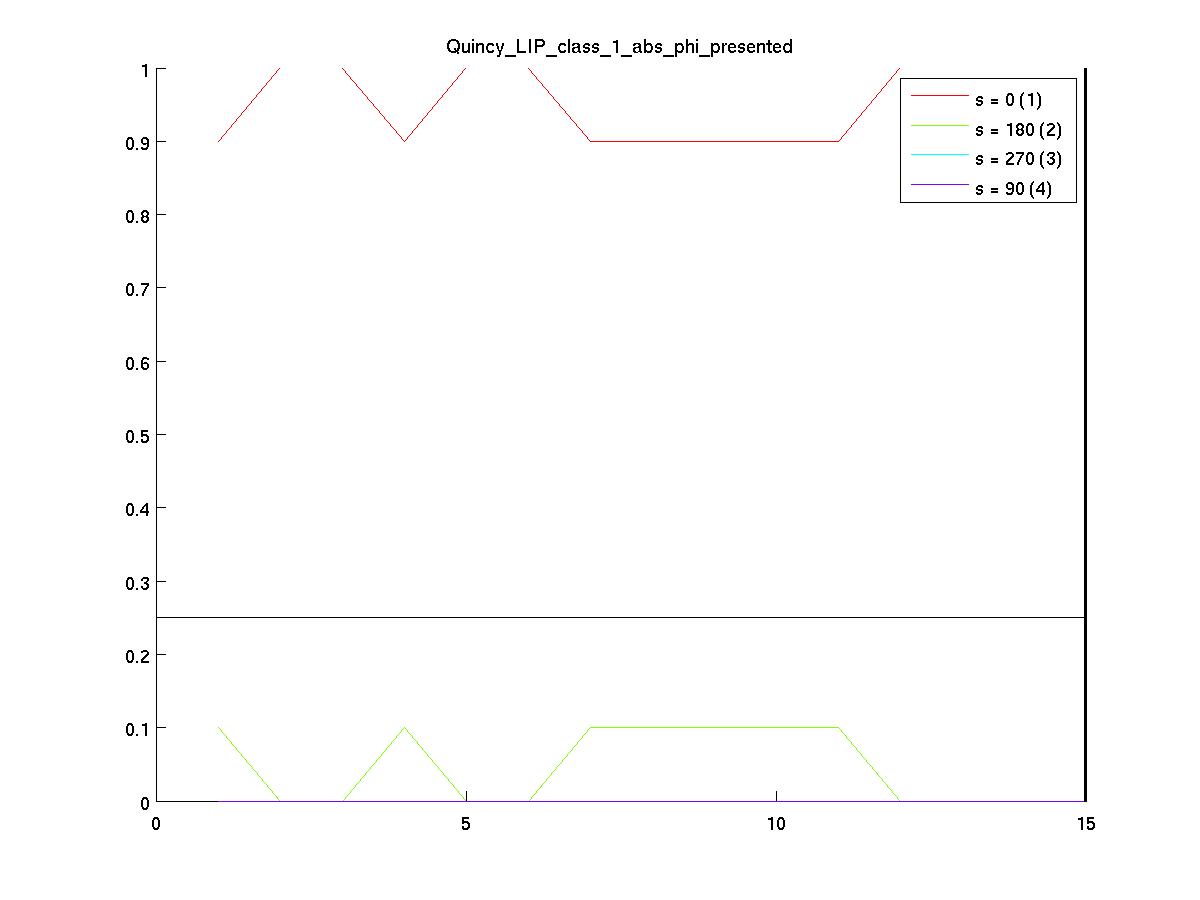 Quincy_LIP_class_1_abs_phi_presented
1
0.9
0.8
0.7
0.6
0.5
0.4
0.3
0.2
0.1
0
s = 0 (1)
s = 180 (2)
s = 270 (3)
s = 90 (4)
0 5 10 15